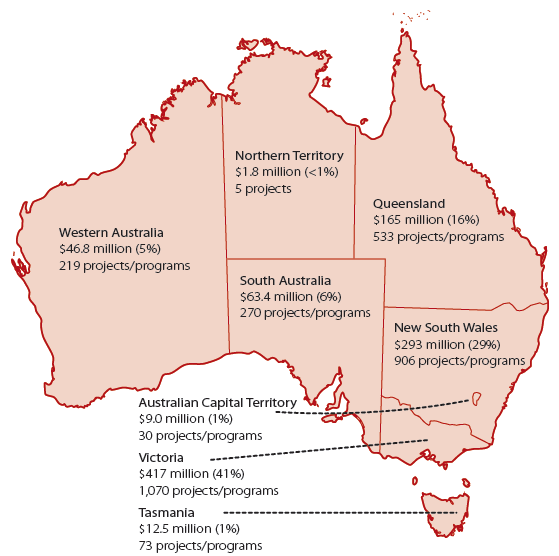 Northern Territory
$1.8 million (<1%)
5 projects
Queensland
$165 million (16%)
533 projects/programs
Western Australia
$46.8 million (5%)
219 projects/programs
South Australia
$63.4 million (6%)
270 projects/programs
New South Wales
$293 million (29%)
906 projects/programs
Australian Capital Territory
$9.0 million (1%)
30 projects/programs
Victoria
$417 million (41%)
1,070 projects/programs
Tasmania
$12.5 million (1%)
73 projects/programs